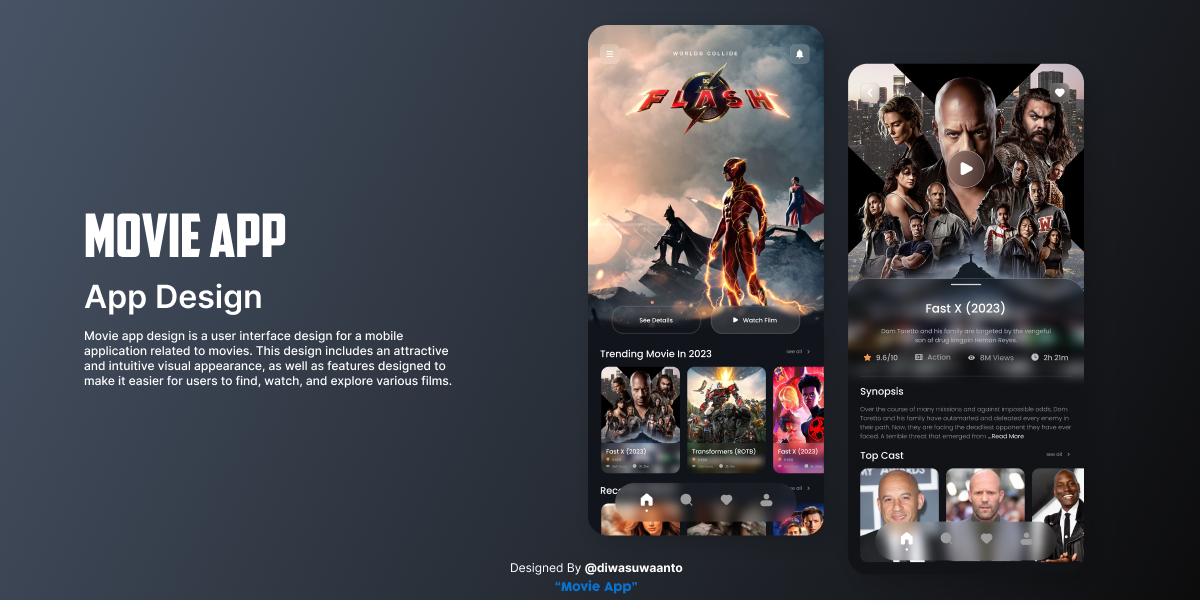 MOVIE APP
App Design
Movie app design is a user interface design for a mobile
application related to movies. This design includes an attractive
and intuitive visual appearance, as well as features designed to
make it easier for users to find, watch, and explore various films.
WORLDS COLLIDE
DC
THE
FLASH
See Details
Watch Film
Trending Movie In 2023
see all
Fast X (2023)
Transformers (ROTB)
Fast X (2023)
Rec
see all
Fast X (2023)
Dom Toretto and his family are targeted by the vengeful
son of drug kingpin Hernan Reyes.
9.6/10
Action
8M Views
2h 21m
Synopsis
Over the course of many missions and against impossible odds, Dom
Toretto and his family have outsmarted and defeated every enemy in
their path. Now, they are facing the deadliest opponent they have ever
faced. A terrible threat that emerged from ...Read More
Top Cast
see all
MY AWARDS
Designed By @diwasuwaanto
“Movie App”